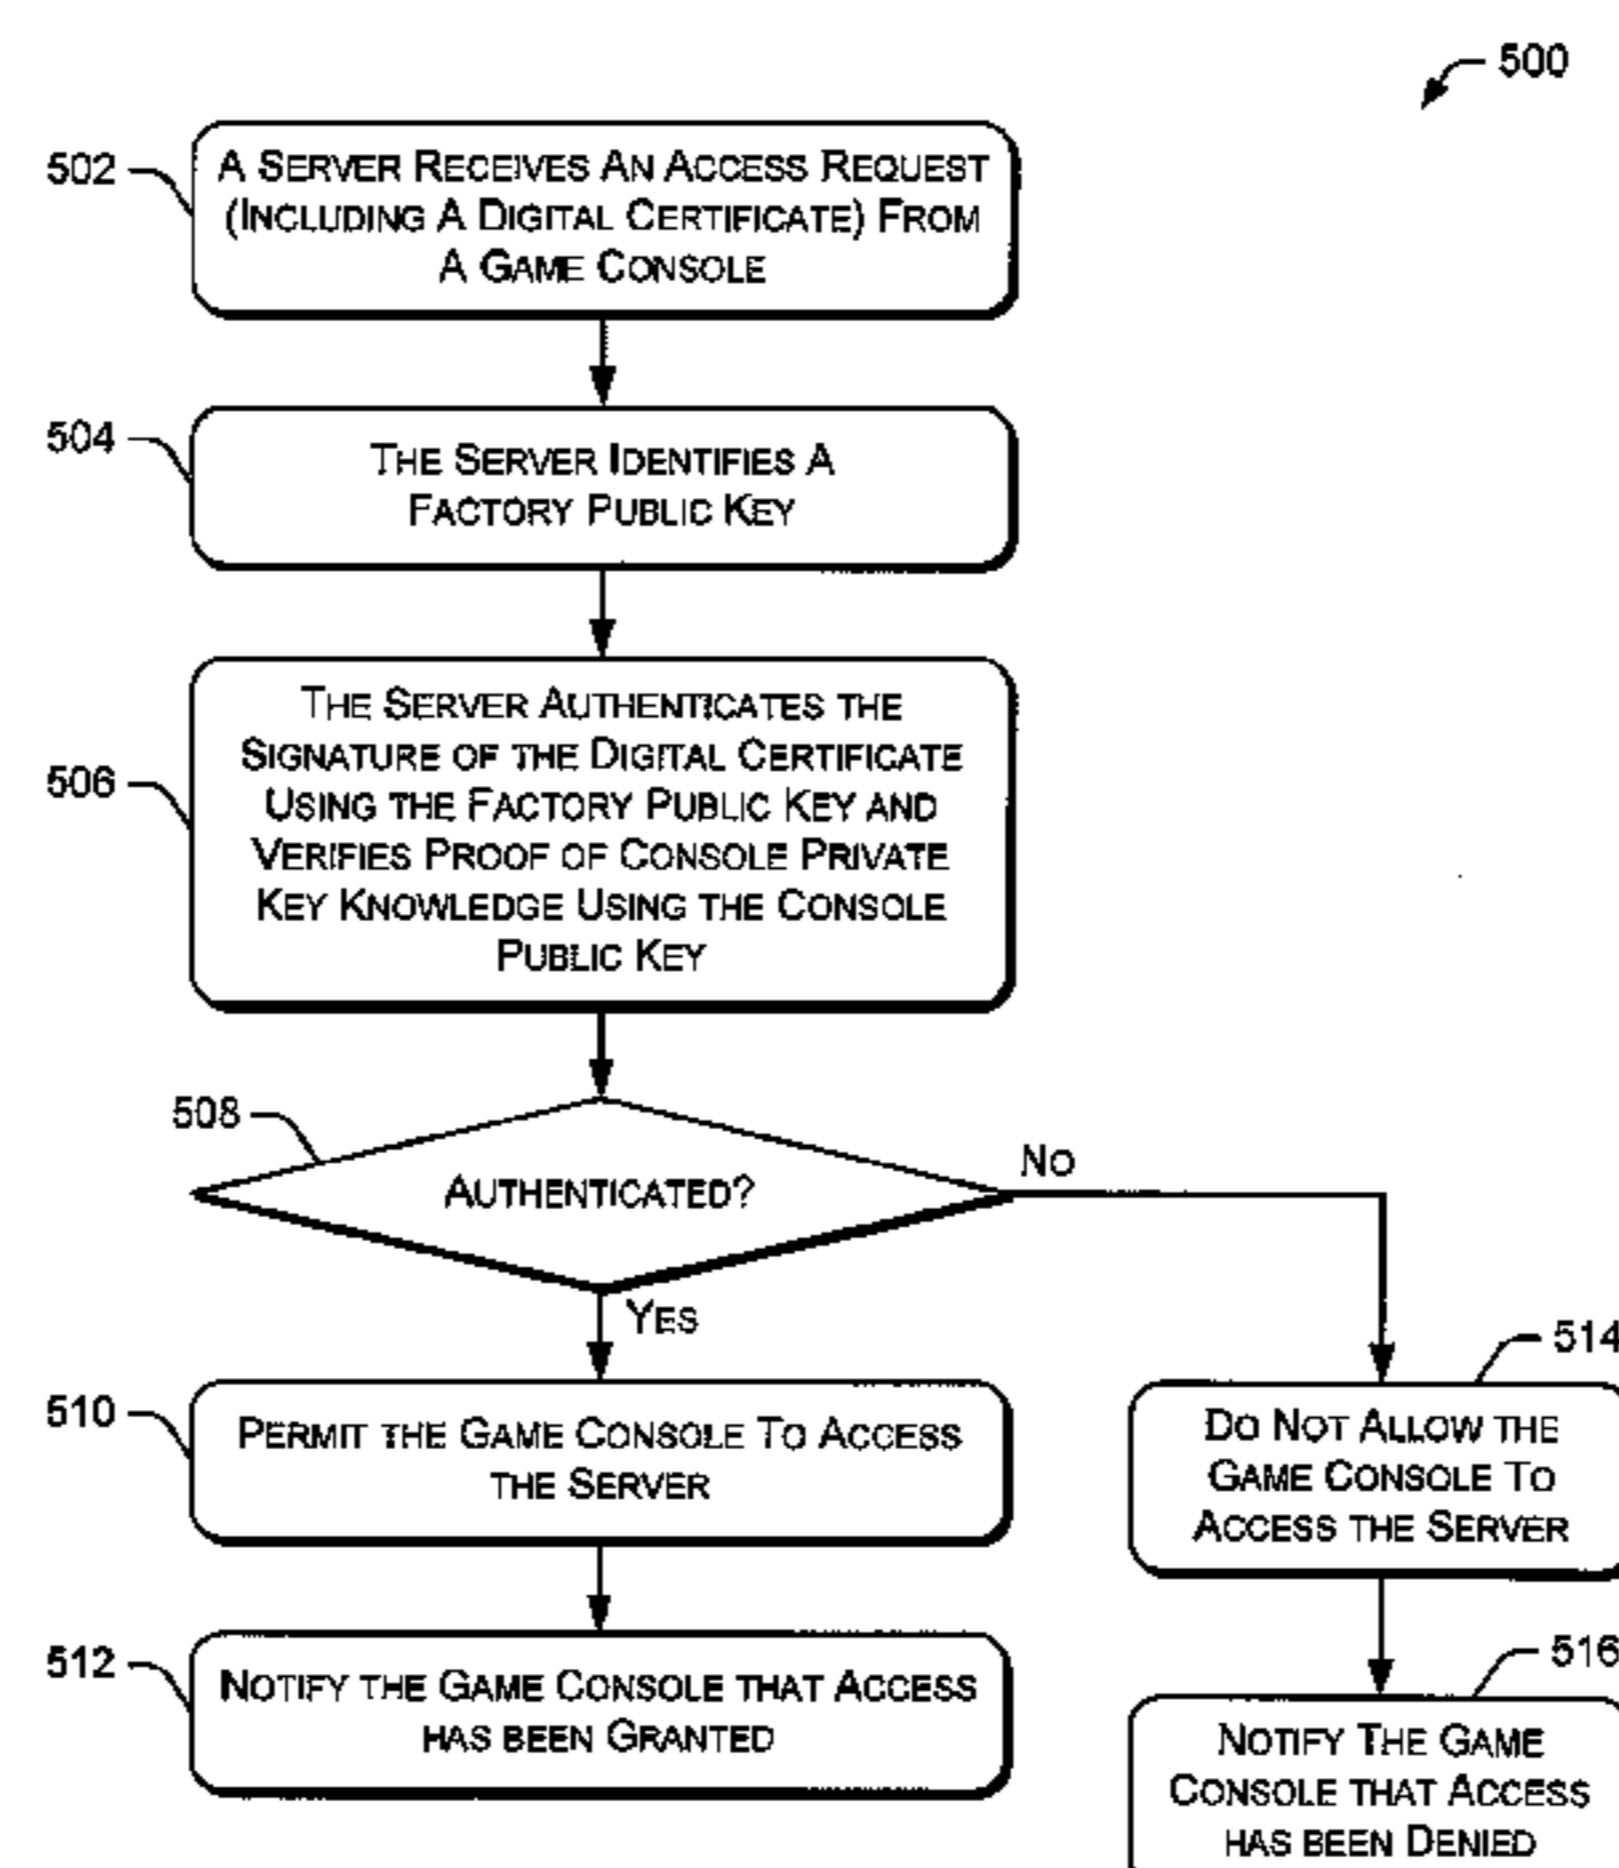 500
502
A SERVER RECEIVES AN ACCESS REQUEST
(INCLUDING A DIGITAL CERTIFICATE) FROM
A GAME CONSOLE
504
THE SERVER IDENTIFIES A
FACTORY PUBLIC KEY
506
THE SERVER AUTHENTICATES THE
SIGNATURE OF THE DIGITAL CERTIFICATE
USING THE FACTORY PUBLIC KEY AND
VERIFIES PROOF OF CONSOLE PRIVATE
KEY KNOWLEDGE USING THE CONSOLE
PUBLIC KEY
508
AUTHENTICATED?
NO
YES
510
PERMIT THE GAME CONSOLE TO ACCESS
THE SERVER
512
NOTIFY THE GAME CONSOLE THAT ACCESS
HAS BEEN GRANTED
514
DO NOT ALLOW THE
GAME CONSOLE TO
ACCESS THE SERVER
516
NOTIFY THE GAME
CONSOLE THAT ACCESS
HAS BEEN DENIED